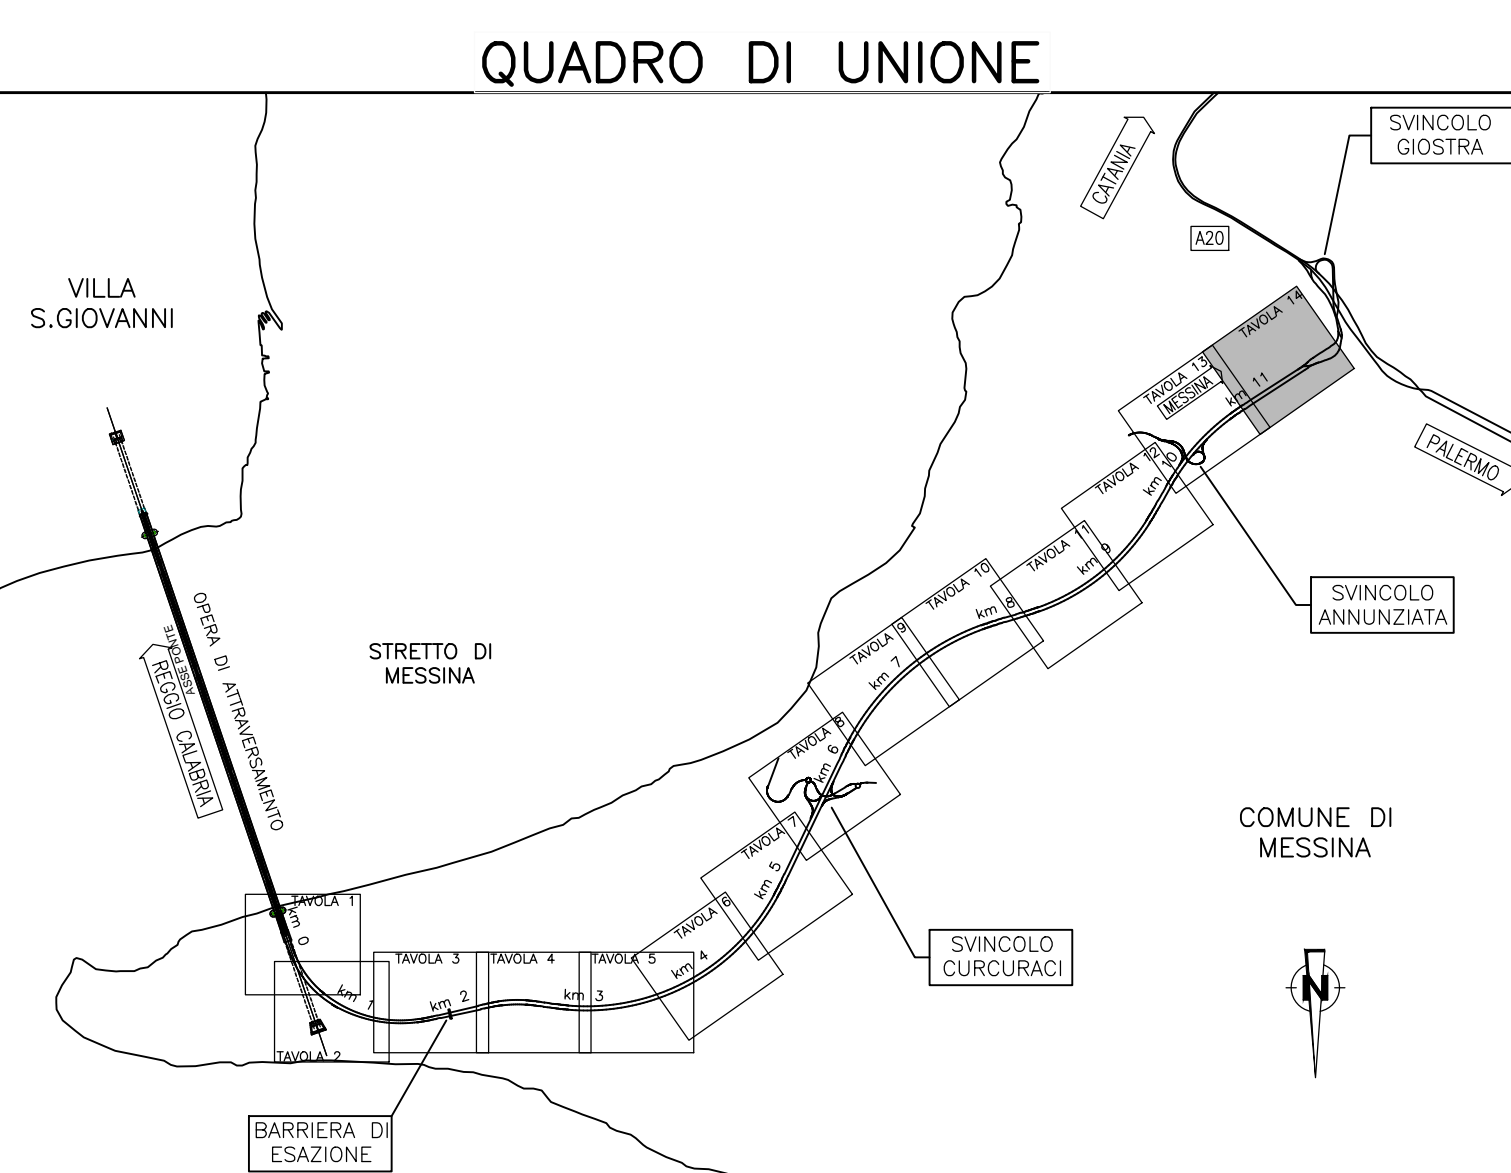 QUADRO DI UNIONE
SVINCOLO
GIOSTRA
CATANIA
A20
VILLA
S.GIOVANNI
TAVOLA 14
TAVOLA 13
MESSINA
km 11
PALERMO
TAVOLA 12
km 10
TAVOLA 11
km 9
SVINCOLO
ANNUNZIATA
TAVOLA 10
km 8
TAVOLA 9
km 7
OPERA DI ATTRAVERSAMENTO
ASSE PONTE
REGGIO CALABRIA
STRETTO DI
MESSINA
TAVOLA 8
km 6
COMUNE DI
MESSINA
TAVOLA 7
km 5
TAVOLA 6
km 4
SVINCOLO
CURCURACI
TAVOLA 1
km 0
TAVOLA 3
TAVOLA 4
TAVOLA 5
km 1
km 2
km 3
N
TAVOLA 2
BARRIERA DI
ESAZIONE